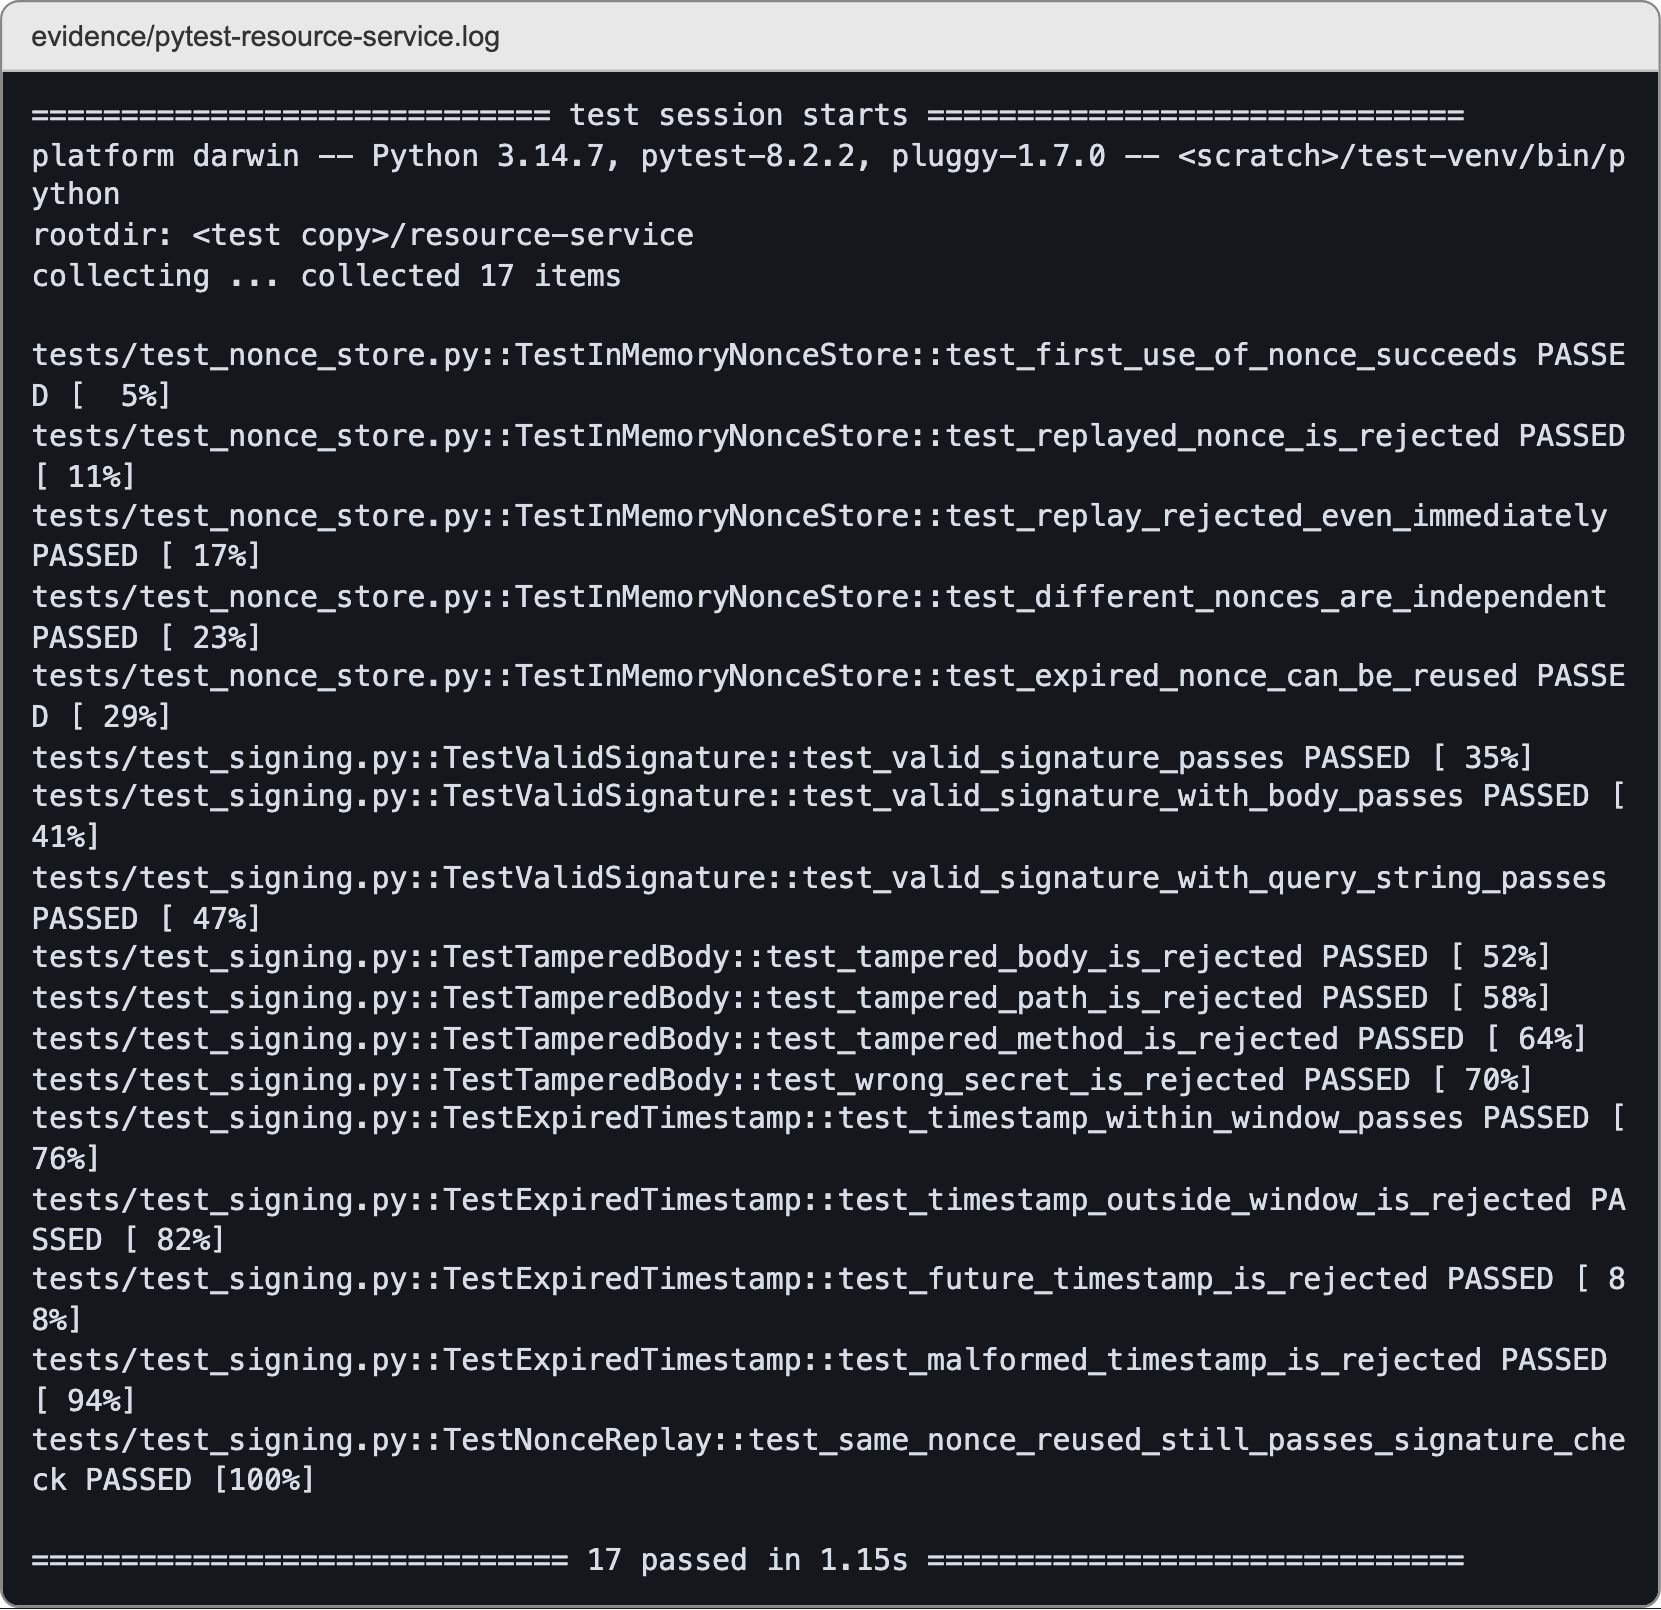 evidence/pytest-resource-service.log
============================= test session starts ==============================
platform darwin -- Python 3.14.7, pytest-8.2.2, pluggy-1.7.0 -- <scratch>/test-venv/bin/p
ython
rootdir: <test copy>/resource-service
collecting ... collected 17 items
tests/test_nonce_store.py::TestInMemoryNonceStore::test_first_use_of_nonce_succeeds PASSE
D [  5%]
tests/test_nonce_store.py::TestInMemoryNonceStore::test_replayed_nonce_is_rejected PASSED
[ 11%]
tests/test_nonce_store.py::TestInMemoryNonceStore::test_replay_rejected_even_immediately
PASSED [ 17%]
tests/test_nonce_store.py::TestInMemoryNonceStore::test_different_nonces_are_independent
PASSED [ 23%]
tests/test_nonce_store.py::TestInMemoryNonceStore::test_expired_nonce_can_be_reused PASSE
D [ 29%]
tests/test_signing.py::TestValidSignature::test_valid_signature_passes PASSED [ 35%]
tests/test_signing.py::TestValidSignature::test_valid_signature_with_body_passes PASSED [
41%]
tests/test_signing.py::TestValidSignature::test_valid_signature_with_query_string_passes
PASSED [ 47%]
tests/test_signing.py::TestTamperedBody::test_tampered_body_is_rejected PASSED [ 52%]
tests/test_signing.py::TestTamperedBody::test_tampered_path_is_rejected PASSED [ 58%]
tests/test_signing.py::TestTamperedBody::test_tampered_method_is_rejected PASSED [ 64%]
tests/test_signing.py::TestTamperedBody::test_wrong_secret_is_rejected PASSED [ 70%]
tests/test_signing.py::TestExpiredTimestamp::test_timestamp_within_window_passes PASSED [
76%]
tests/test_signing.py::TestExpiredTimestamp::test_timestamp_outside_window_is_rejected PA
SSED [ 82%]
tests/test_signing.py::TestExpiredTimestamp::test_future_timestamp_is_rejected PASSED [ 8
8%]
tests/test_signing.py::TestExpiredTimestamp::test_malformed_timestamp_is_rejected PASSED
[ 94%]
tests/test_signing.py::TestNonceReplay::test_same_nonce_reused_still_passes_signature_che
ck PASSED [100%]
============================== 17 passed in 1.15s ==============================